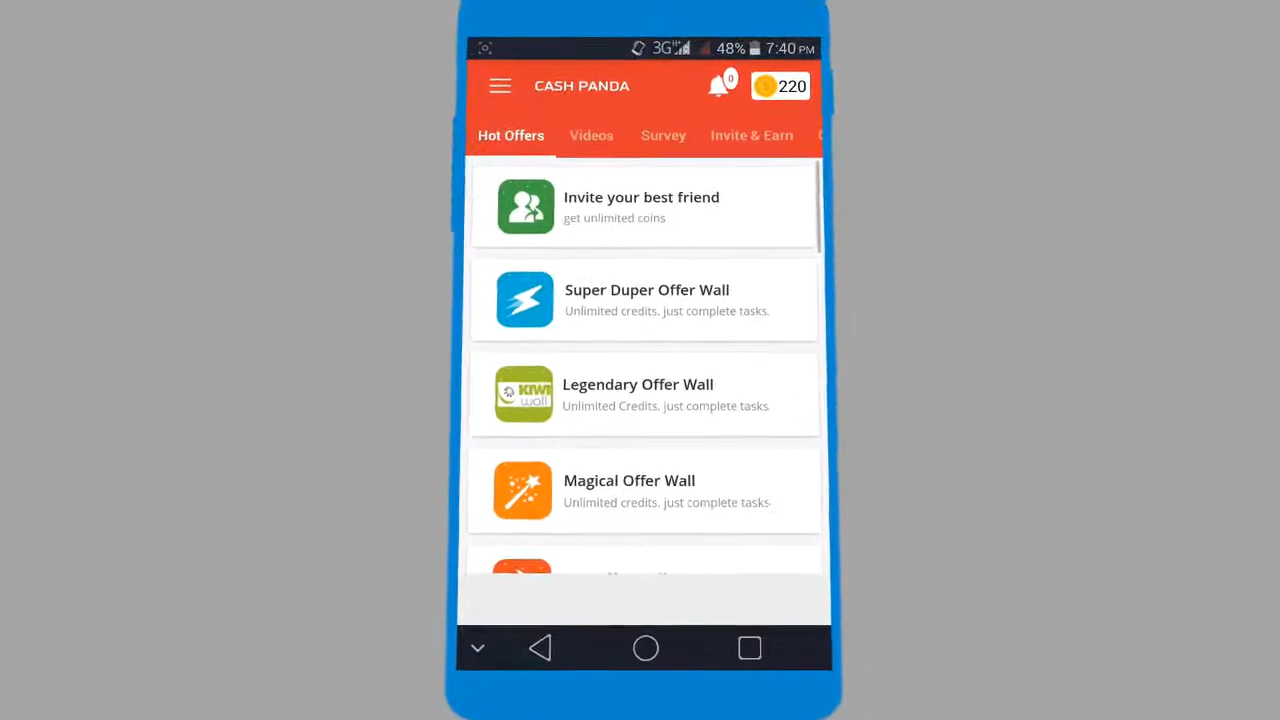 3G H+ 48% 7:40 PM
CASH PANDA 0 220
Hot Offers Videos Survey Invite & Earn
Invite your best friend
get unlimited coins
Super Duper Offer Wall
Unlimited credits. just complete tasks.
KIWI
wall
Legendary Offer Wall
Unlimited Credits. just complete tasks.
Magical Offer Wall
Unlimited credits. just complete tasks.